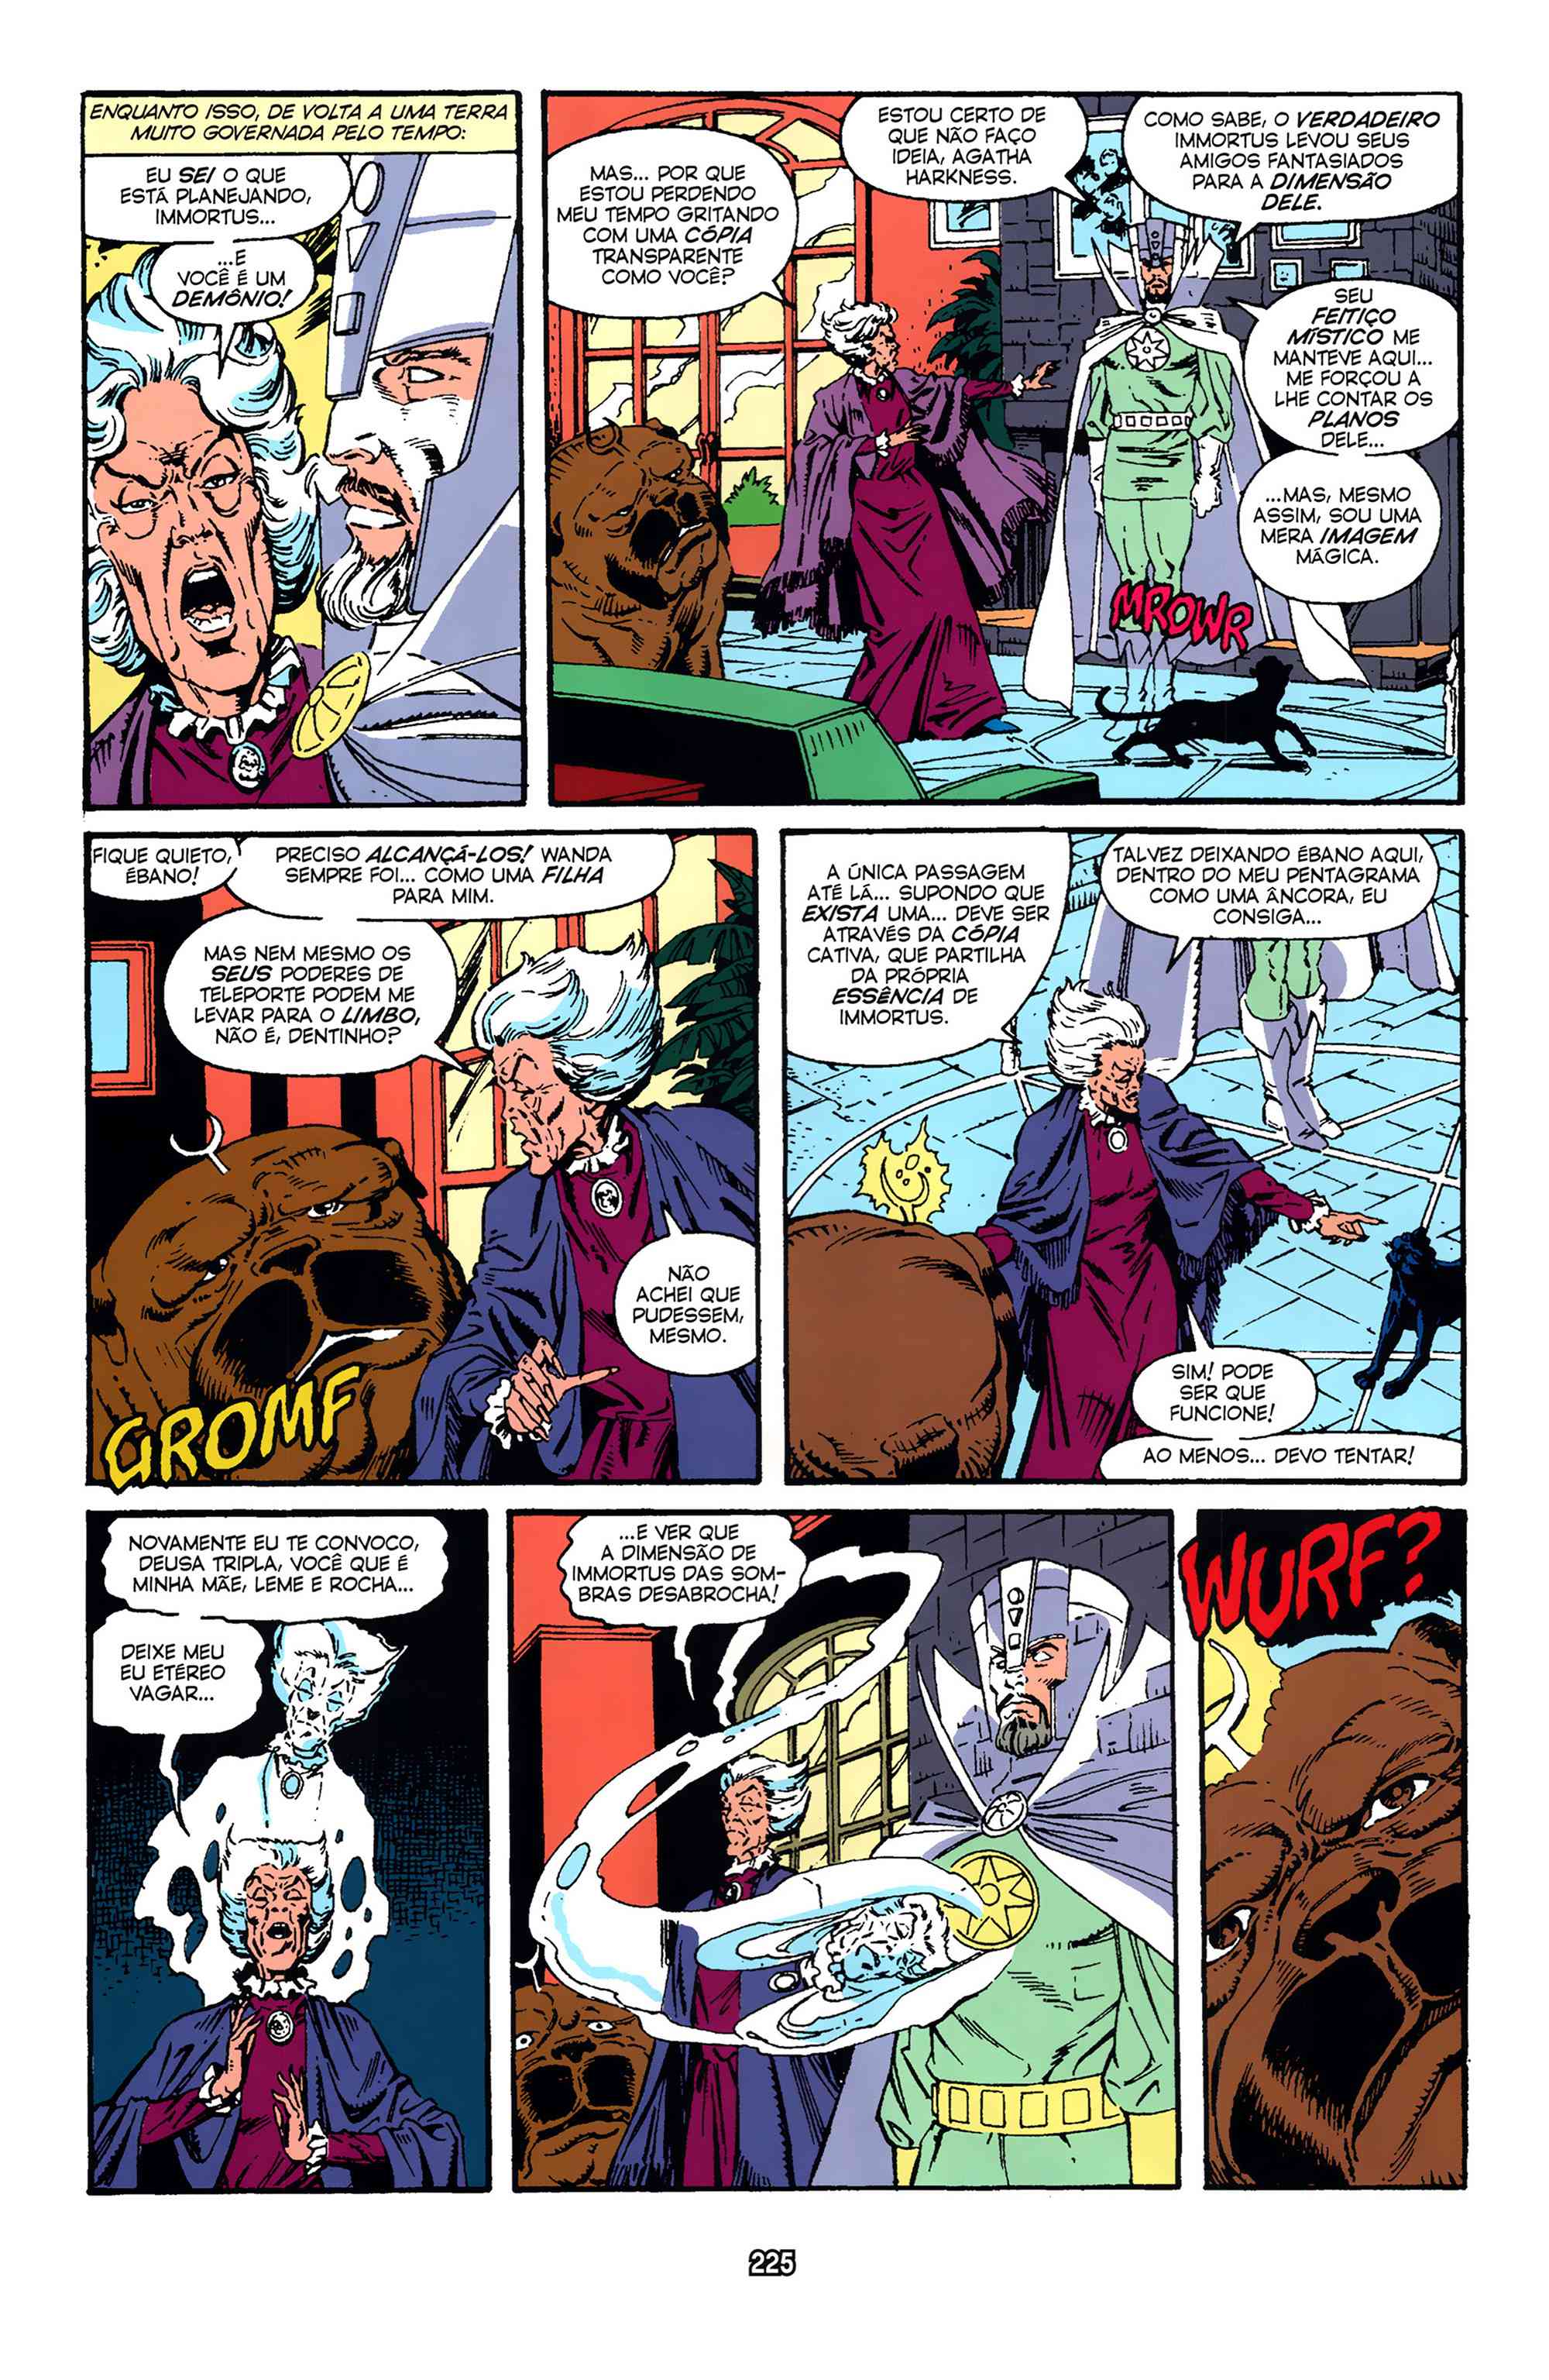 ENQUANTO ISSO, DE VOLTA A UMA TERRA
MUITO GOVERNADA PELO TEMPO:
EU SEI O QUE
ESTÁ PLANEJANDO,
IMMORTUS...
...E
VOCÊ É UM
DEMÔNIO!
MAS... POR QUE
ESTOU PERDENDO
MEU TEMPO GRITANDO
COM UMA CÓPIA
TRANSPARENTE
COMO VOCÊ?
ESTOU CERTO DE
QUE NÃO FAÇO
IDEIA, AGATHA
HARKNESS.
COMO SABE, O VERDADEIRO
IMMORTUS LEVOU SEUS
AMIGOS FANTASIADOS
PARA A DIMENSÃO
DELE.
SEU
FEITIÇO
MÍSTICO ME
MANTEVE AQUI...
ME FORÇOU A
LHE CONTAR OS
PLANOS
DELE...
...MAS, MESMO
ASSIM, SOU UMA
MERA IMAGEM
MÁGICA.
MROWR
FIQUE QUIETO,
ÉBANO!
PRECISO ALCANÇÁ-LOS! WANDA
SEMPRE FOI... COMO UMA FILHA
PARA MIM.
MAS NEM MESMO OS
SEUS PODERES DE
TELEPORTE PODEM ME
LEVAR PARA O LIMBO,
NÃO É, DENTINHO?
GROMF
NÃO
ACHEI QUE
PUDESSEM,
MESMO.
A ÚNICA PASSAGEM
ATÉ LÁ... SUPONDO QUE
EXISTA UMA... DEVE SER
ATRAVÉS DA CÓPIA
CATIVA, QUE PARTILHA
DA PRÓPRIA
ESSÊNCIA DE
IMMORTUS.
TALVEZ DEIXANDO ÉBANO AQUI,
DENTRO DO MEU PENTAGRAMA
COMO UMA ÂNCORA, EU
CONSIGA...
SIM! PODE
SER QUE
FUNCIONE!
AO MENOS... DEVO TENTAR!
NOVAMENTE EU TE CONVOCO,
DEUSA TRIPLA, VOCÊ QUE É
MINHA MÃE, LEME E ROCHA...
DEIXE MEU
EU ETÉREO
VAGAR...
...E VER QUE
A DIMENSÃO DE
IMMORTUS DAS SOM-
BRAS DESABROCHA!
WURF?
225